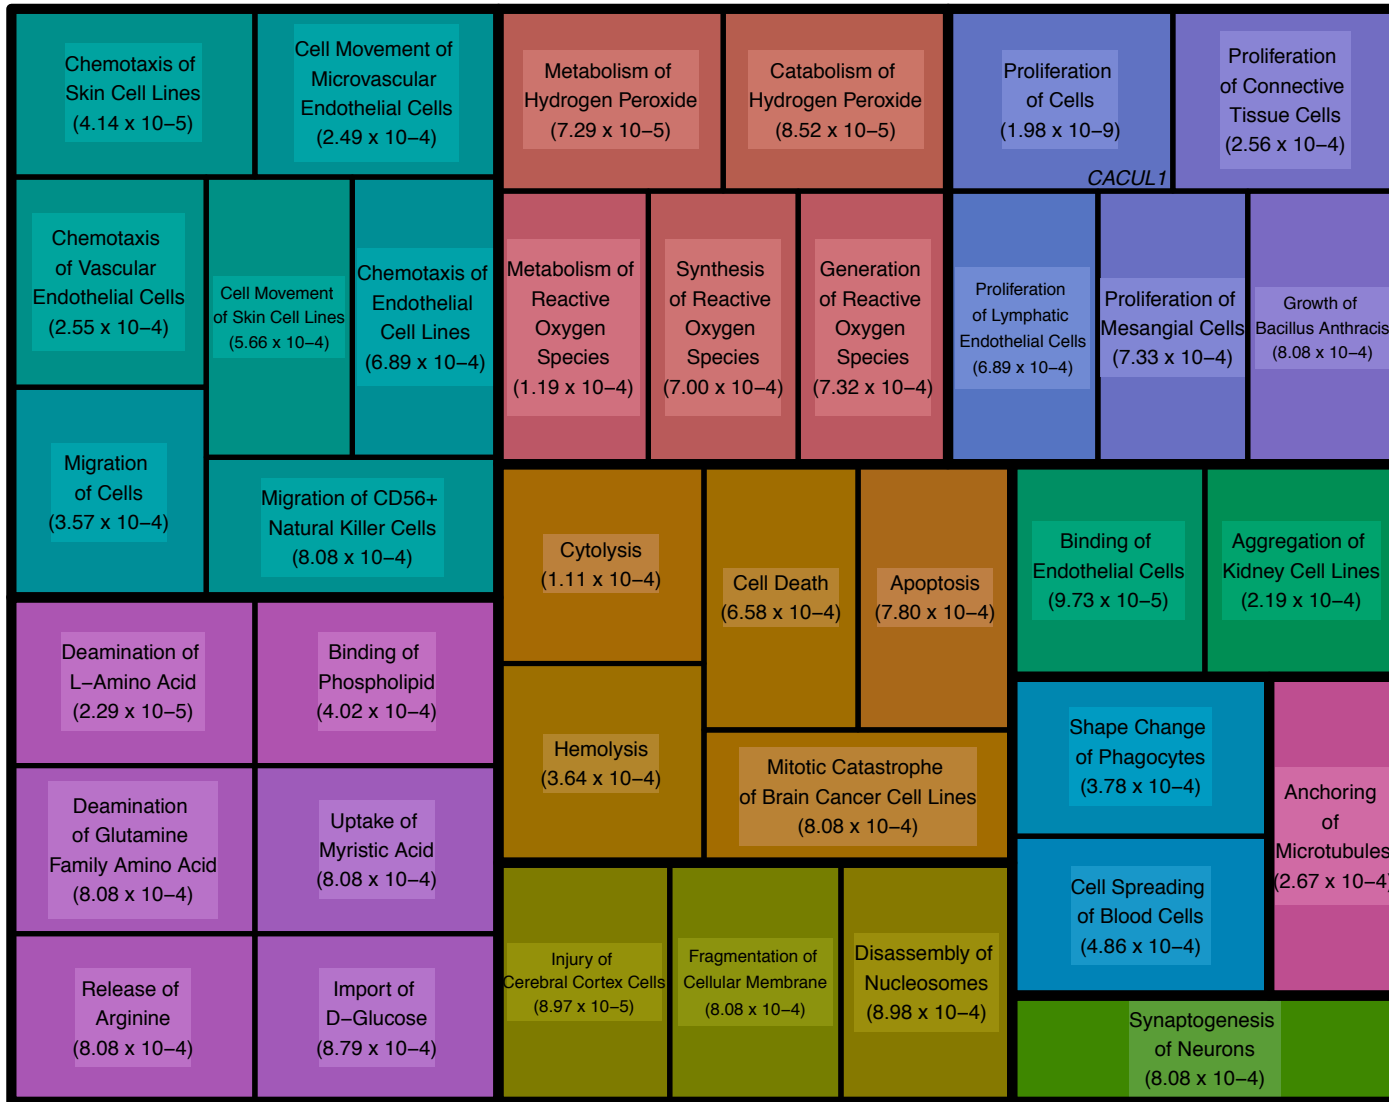 Chemotaxis of
Skin Cell Lines
(4.14 x 10−5)
Cell Movement of
Microvascular
Endothelial Cells
(2.49 x 10−4)
Chemotaxis
of Vascular
Endothelial Cells
(2.55 x 10−4)
Cell Movement
of Skin Cell Lines
(5.66 x 10−4)
Chemotaxis of
Endothelial
Cell Lines
(6.89 x 10−4)
Migration
of Cells
(3.57 x 10−4)
Migration of CD56+
Natural Killer Cells
(8.08 x 10−4)
Metabolism of
Hydrogen Peroxide
(7.29 x 10−5)
Catabolism of
Hydrogen Peroxide
(8.52 x 10−5)
Metabolism of
Reactive
Oxygen
Species
(1.19 x 10−4)
Synthesis
of Reactive
Oxygen
Species
(7.00 x 10−4)
Generation
of Reactive
Oxygen
Species
(7.32 x 10−4)
Proliferation
of Cells
(1.98 x 10−9)
CACUL1
Proliferation
of Connective
Tissue Cells
(2.56 x 10−4)
Proliferation
of Lymphatic
Endothelial Cells
(6.89 x 10−4)
Proliferation of
Mesangial Cells
(7.33 x 10−4)
Growth of
Bacillus Anthracis
(8.08 x 10−4)
Deamination of
L−Amino Acid
(2.29 x 10−5)
Binding of
Phospholipid
(4.02 x 10−4)
Deamination
of Glutamine
Family Amino Acid
(8.08 x 10−4)
Uptake of
Myristic Acid
(8.08 x 10−4)
Release of
Arginine
(8.08 x 10−4)
Import of
D−Glucose
(8.79 x 10−4)
Cytolysis
(1.11 x 10−4)
Cell Death
(6.58 x 10−4)
Apoptosis
(7.80 x 10−4)
Hemolysis
(3.64 x 10−4)
Mitotic Catastrophe
of Brain Cancer Cell Lines
(8.08 x 10−4)
Injury of
Cerebral Cortex Cells
(8.97 x 10−5)
Fragmentation of
Cellular Membrane
(8.08 x 10−4)
Disassembly of
Nucleosomes
(8.98 x 10−4)
Binding of
Endothelial Cells
(9.73 x 10−5)
Aggregation of
Kidney Cell Lines
(2.19 x 10−4)
Shape Change
of Phagocytes
(3.78 x 10−4)
Cell Spreading
of Blood Cells
(4.86 x 10−4)
Anchoring
of
Microtubules
(2.67 x 10−4)
Synaptogenesis
of Neurons
(8.08 x 10−4)